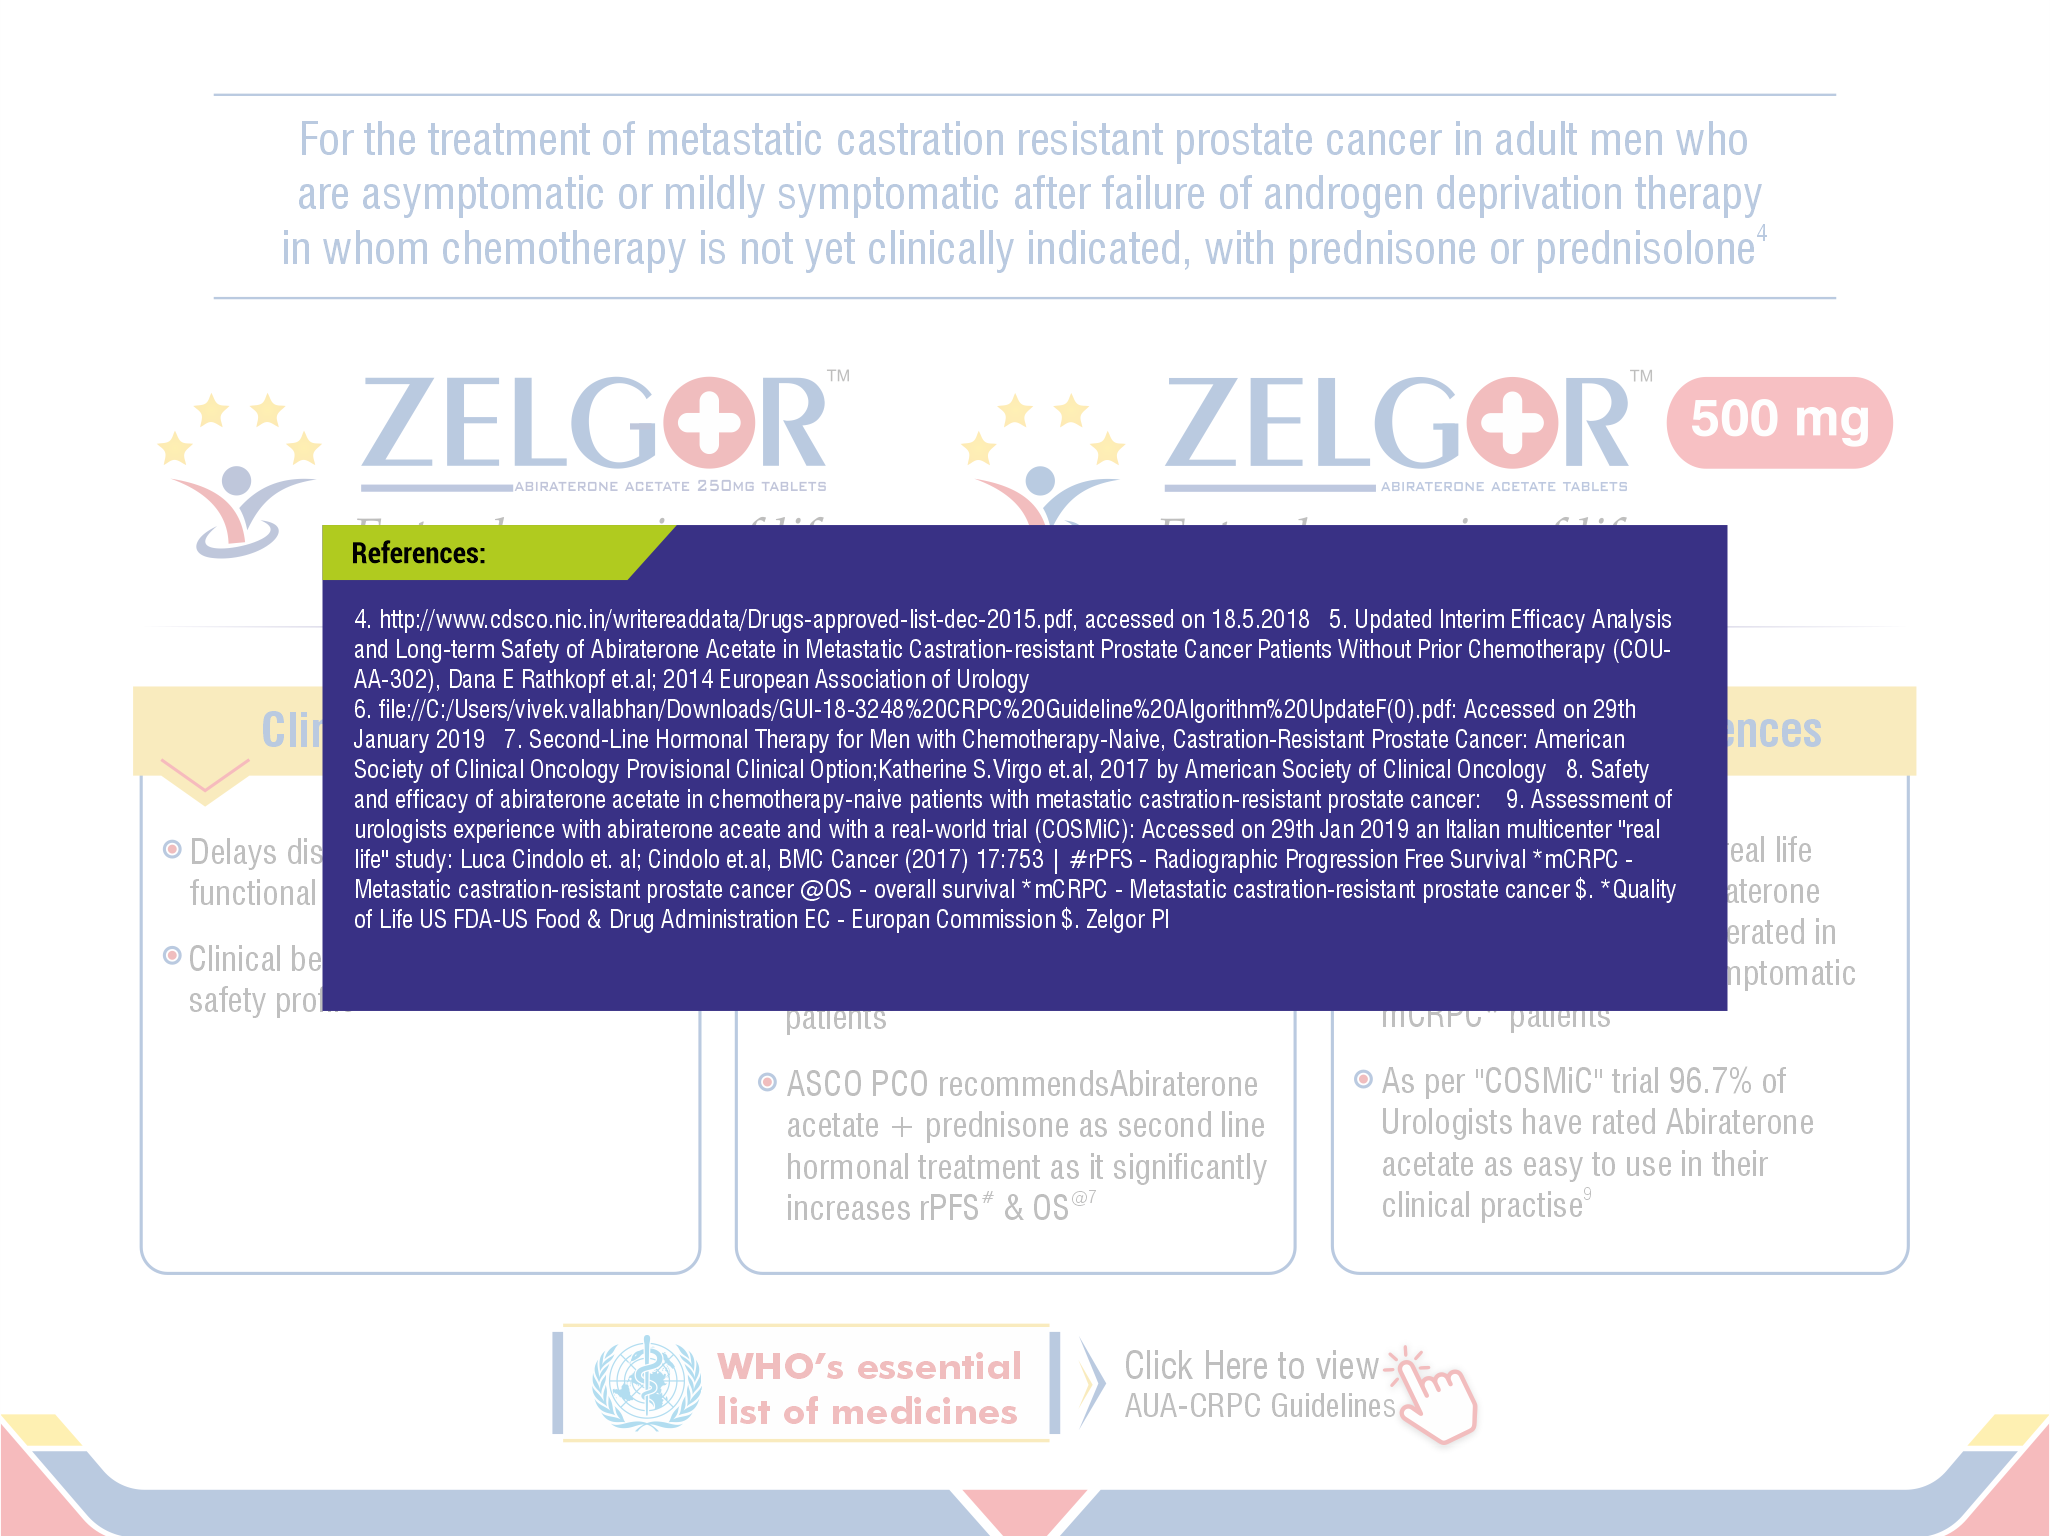 For the treatment of metastatic castration resistant prostate cancer in adult men who
are asymptomatic or mildly symptomatic after failure of androgen deprivation therapy
in whom chemotherapy is not yet clinically indicated, with prednisone or prednisolone4
ZELGOR™
ABIRATERONE ACETATE 250MG TABLETS
ZELGOR™ 500 mg
ABIRATERONE ACETATE TABLETS
References:
4. http://www.cdsco.nic.in/writereaddata/Drugs-approved-list-dec-2015.pdf, accessed on 18.5.2018 5. Updated Interim Efficacy Analysis
and Long-term Safety of Abiraterone Acetate in Metastatic Castration-resistant Prostate Cancer Patients Without Prior Chemotherapy (COU-
AA-302), Dana E Rathkopf et.al; 2014 European Association of Urology
6. file://C:/Users/vivek.vallabhan/Downloads/GUI-18-3248%20CRPC%20Guideline%20Algorithm%20UpdateF(0).pdf: Accessed on 29th
January 2019 7. Second-Line Hormonal Therapy for Men with Chemotherapy-Naive, Castration-Resistant Prostate Cancer: American
Society of Clinical Oncology Provisional Clinical Option;Katherine S.Virgo et.al, 2017 by American Society of Clinical Oncology 8. Safety
and efficacy of abiraterone acetate in chemotherapy-naive patients with metastatic castration-resistant prostate cancer: 9. Assessment of
urologists experience with abiraterone aceate and with a real-world trial (COSMiC): Accessed on 29th Jan 2019 an Italian multicenter "real
life" study: Luca Cindolo et. al; Cindolo et.al, BMC Cancer (2017) 17:753 | #rPFS - Radiographic Progression Free Survival *mCRPC -
Metastatic castration-resistant prostate cancer @OS - overall survival *mCRPC - Metastatic castration-resistant prostate cancer $. *Quality
of Life US FDA-US Food & Drug Administration EC - Europan Commission $. Zelgor PI
Delays
functional
Clinical
safety
patients
ASCO PCO recommendsAbiraterone
acetate + prednisone as second line
hormonal treatment as it significantly
increases rPFS# & OS@7
real life
in
mCRPC* patients
As per "COSMiC" trial 96.7% of
Urologists have rated Abiraterone
acetate as easy to use in their
clinical practise9
WHO's essential
list of medicines
Click Here to view
AUA-CRPC Guidelines